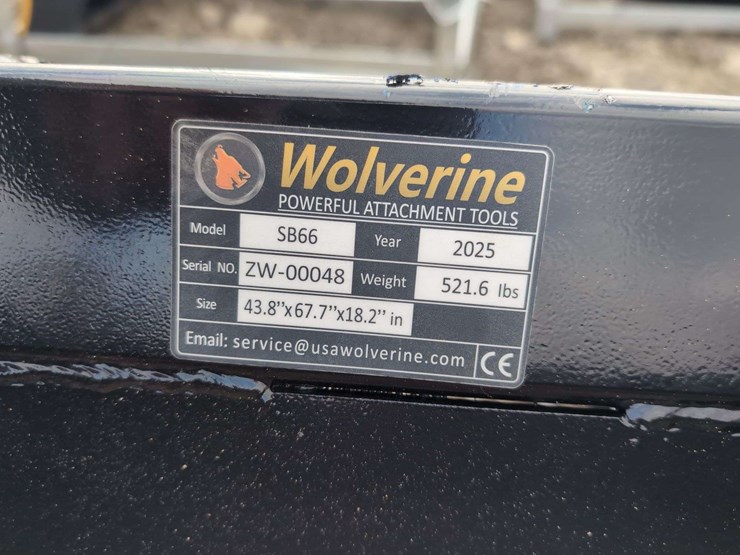 Wolverine
POWERFUL ATTACHMENT TOOLS
Model SB66 Year 2025
Serial NO. ZW-00048 Weight 521.6 lbs
Size 43.8’’x67.7’’x18.2’’ in
Email: service@usawolverine.com CE